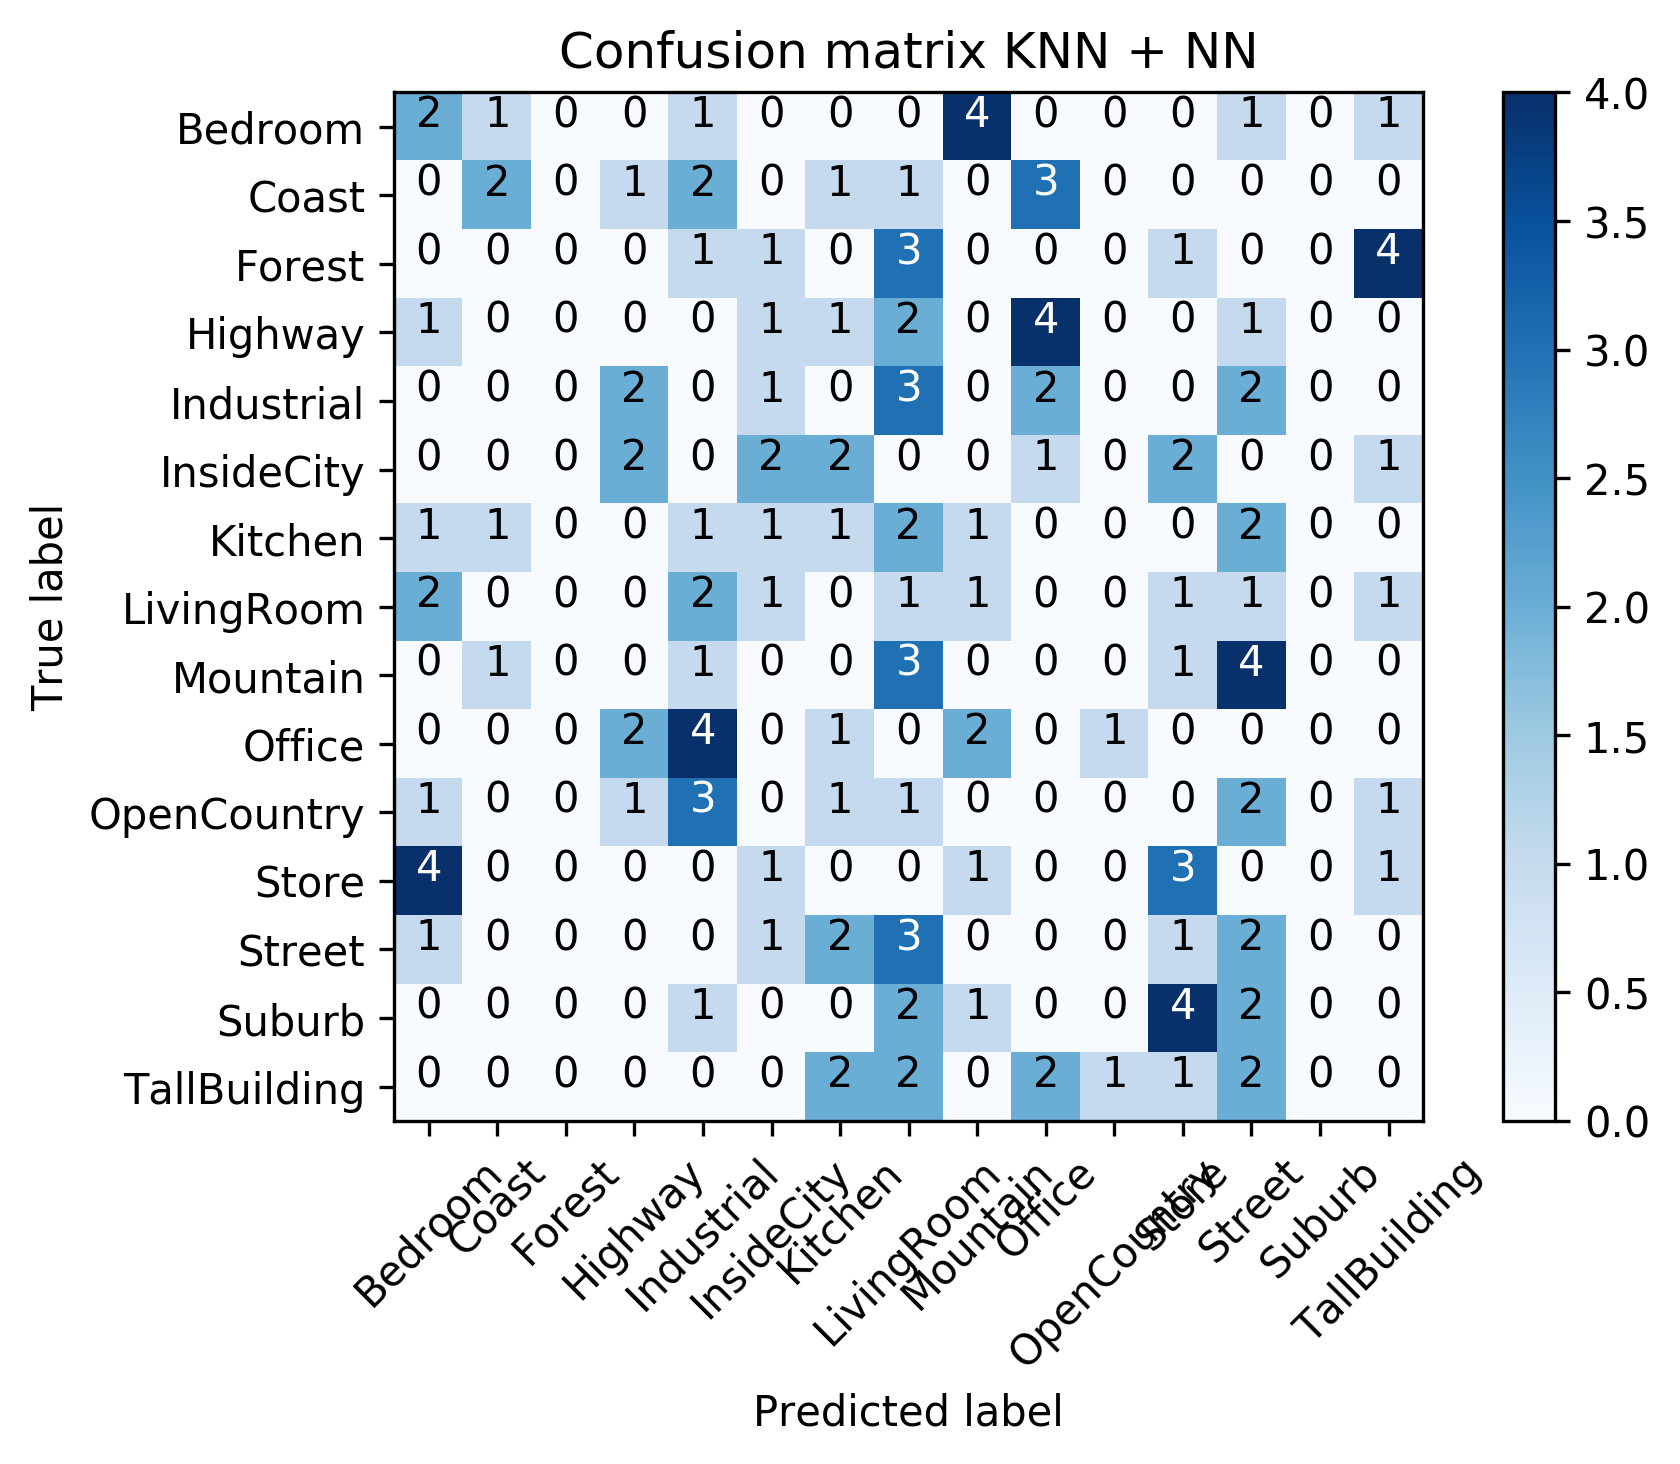 Confusion matrix KNN + NN
Bedroom 2 1 0 0 1 0 0 0 4 0 0 0 1 0 1
Coast 0 2 0 1 2 0 1 1 0 3 0 0 0 0 0
Forest 0 0 0 0 1 1 0 3 0 0 0 1 0 0 4
Highway 1 0 0 0 0 1 1 2 0 4 0 0 1 0 0
Industrial 0 0 0 2 0 1 0 3 0 2 0 0 2 0 0
InsideCity 0 0 0 2 0 2 2 0 0 1 0 2 0 0 1
Kitchen 1 1 0 0 1 1 1 2 1 0 0 0 2 0 0
LivingRoom 2 0 0 0 2 1 0 1 1 0 0 1 1 0 1
Mountain 0 1 0 0 1 0 0 3 0 0 0 1 4 0 0
Office 0 0 0 2 4 0 1 0 2 0 1 0 0 0 0
OpenCountry 1 0 0 1 3 0 1 1 0 0 0 0 2 0 1
Store 4 0 0 0 0 1 0 0 1 0 0 3 0 0 1
Street 1 0 0 0 0 1 2 3 0 0 0 1 2 0 0
Suburb 0 0 0 0 1 0 0 2 1 0 0 4 2 0 0
TallBuilding 0 0 0 0 0 0 2 2 0 2 1 1 2 0 0
True label
Bedroom
Coast
Forest
Highway
Industrial
InsideCity
Kitchen
LivingRoom
Mountain
Office
OpenCountry
Store
Street
Suburb
TallBuilding
Predicted label
4.0
3.5
3.0
2.5
2.0
1.5
1.0
0.5
0.0